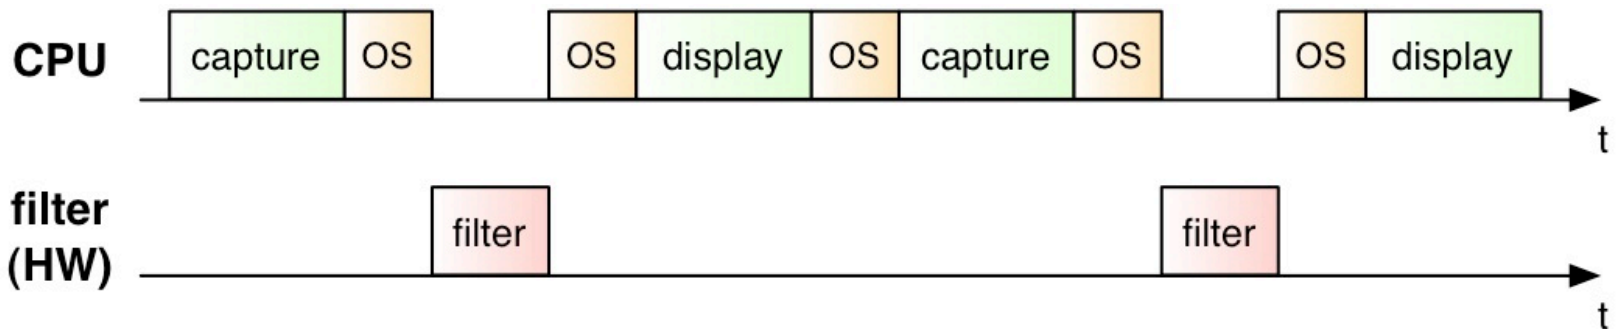 CPU
capture OS OS display OS capture OS OS display
t
filter
(HW)
filter filter
t